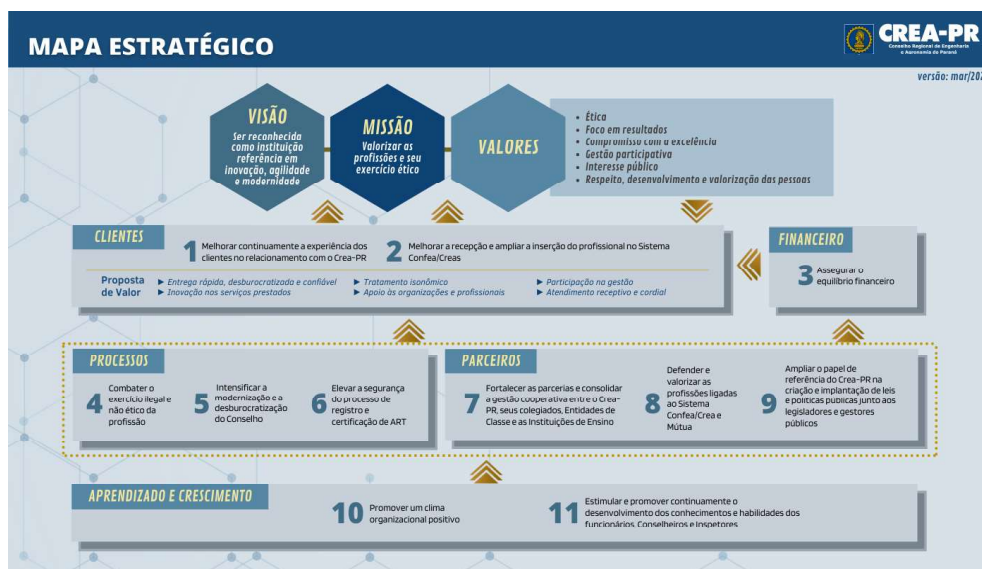 MAPA ESTRATÉGICO
CREA-PR
Conselho Regional de Engenharia
e Agronomia do Paraná
versão: mar/202
VISÃO
Ser reconhecida
como instituição
referência em
inovação, agilidade
e modernidade
MISSÃO
Valorizar as
profissões e seu
exercício ético
VALORES
• Ética
• Foco em resultados
• Compromisso com a excelência
• Gestão participativa
• Interesse público
• Respeito, desenvolvimento e valorização das pessoas
CLIENTES
1 Melhorar continuamente a experiência dos
clientes no relacionamento com o Crea-PR
2 Melhorar a recepção e ampliar a inserção do profissional no Sistema
Confea/Creas
Proposta
de Valor
► Entrega rápida, desburocratizada e confiável
► Inovação nos serviços prestados
► Tratamento isonômico
► Apoio às organizações e profissionais
► Participação na gestão
► Atendimento receptivo e cordial
FINANCEIRO
3 Assegurar o
equilíbrio financeiro
PROCESSOS
4 Combater o
exercício ilegal e
não ético da
profissão
5 Intensificar a
modernização e a
desburocratização
do Conselho
6 Elevar a segurança
do processo de
registro e
certificação de ART
PARCEIROS
7 Fortalecer as parcerias e consolidar
a gestão cooperativa entre o Crea-
PR, seus colegiados, Entidades de
Classe e as Instituições de Ensino
8 Defender e
valorizar as
profissões ligadas
ao Sistema
Confea/Crea e
Mútua
9 Ampliar o papel de
referência do Crea-PR na
criação e implantação de leis
e políticas públicas junto aos
legisladores e gestores
públicos
APRENDIZADO E CRESCIMENTO
10 Promover um clima
organizacional positivo
11 Estimular e promover continuamente o
desenvolvimento dos conhecimentos e habilidades dos
funcionários, Conselheiros e Inspetores